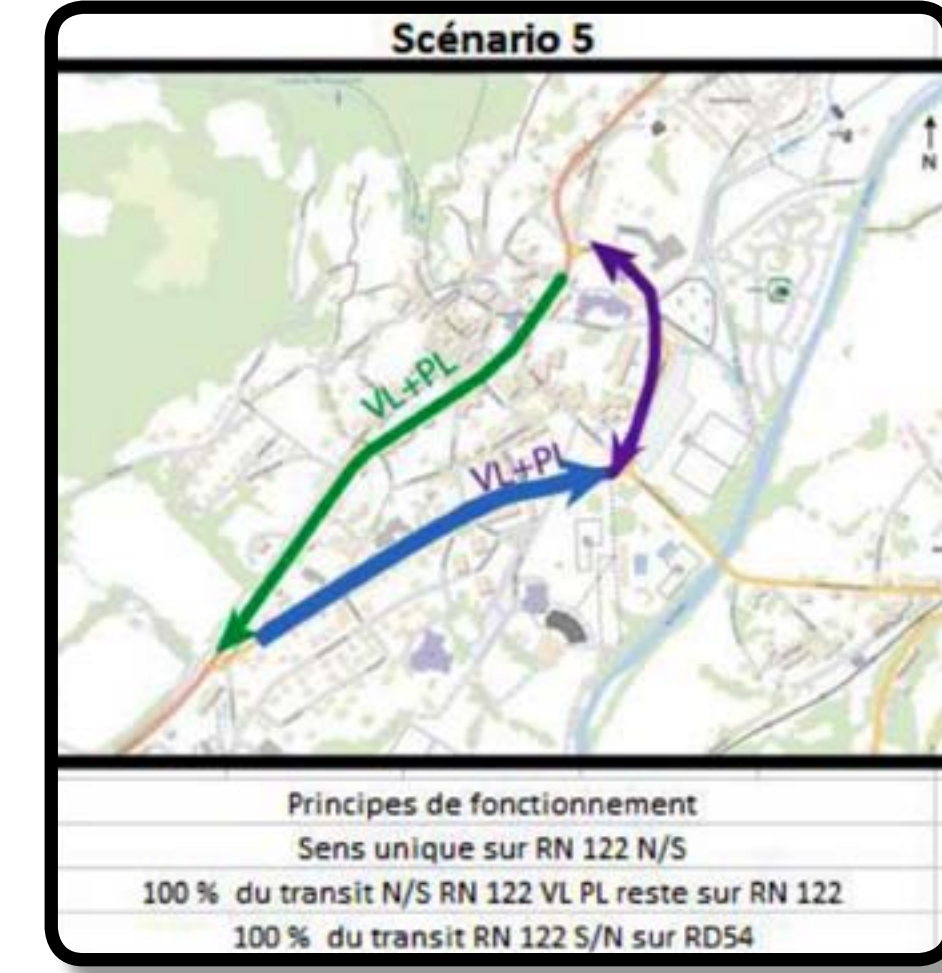 Scénario 5
N
VL+PL
VL+PL
Principes de fonctionnement
Sens unique sur RN 122 N/S
100 % du transit N/S RN 122 VL PL reste sur RN 122
100 % du transit RN 122 S/N sur RD54